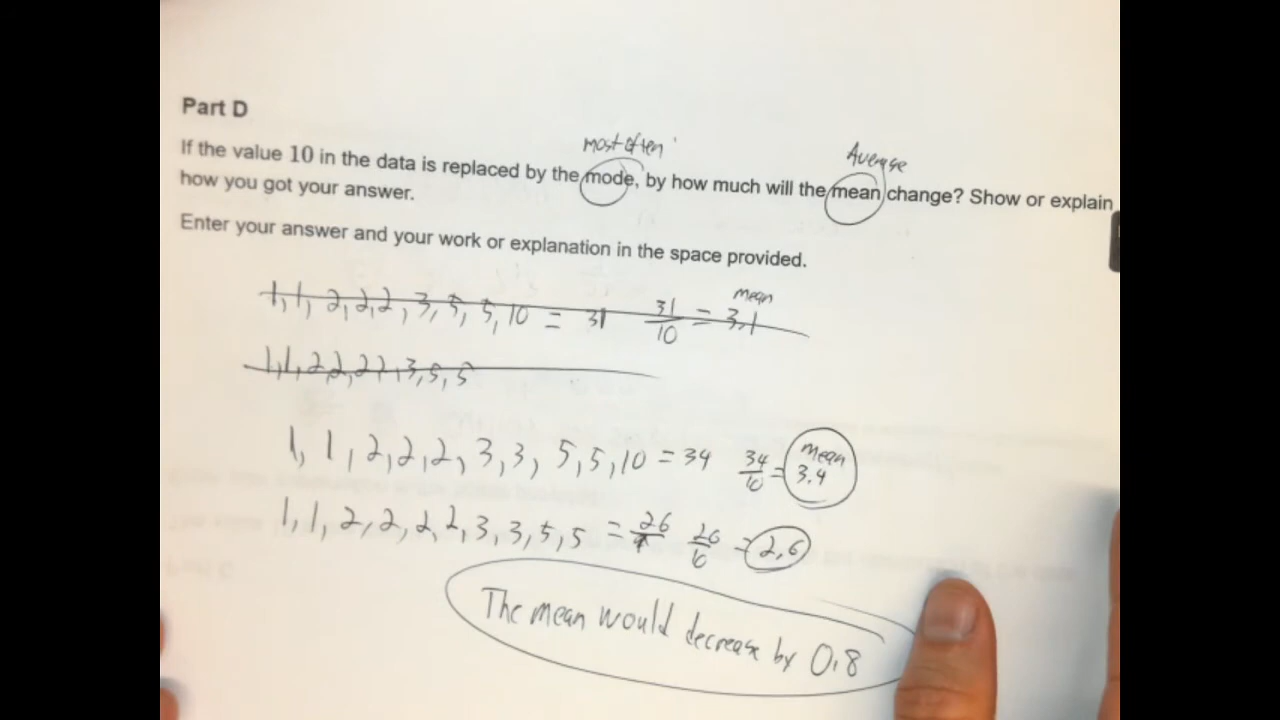 Part D
most often
Average
If the value 10 in the data is replaced by the mode, by how much will the mean change? Show or explain
how you got your answer.
Enter your answer and your work or explanation in the space provided.
mean
1, 1, 2, 2, 2, 3, 5, 5, 10 = 31 31/10 = 3.1
1, 1, 2, 2, 2, 2, 3, 5, 5
1, 1, 2, 2, 2, 3, 3, 5, 5, 10 = 34 34/10 = mean 3.4
1, 1, 2, 2, 2, 2, 3, 3, 5, 5 = 26 26/10 = 2.6
The mean would decrease by 0.8